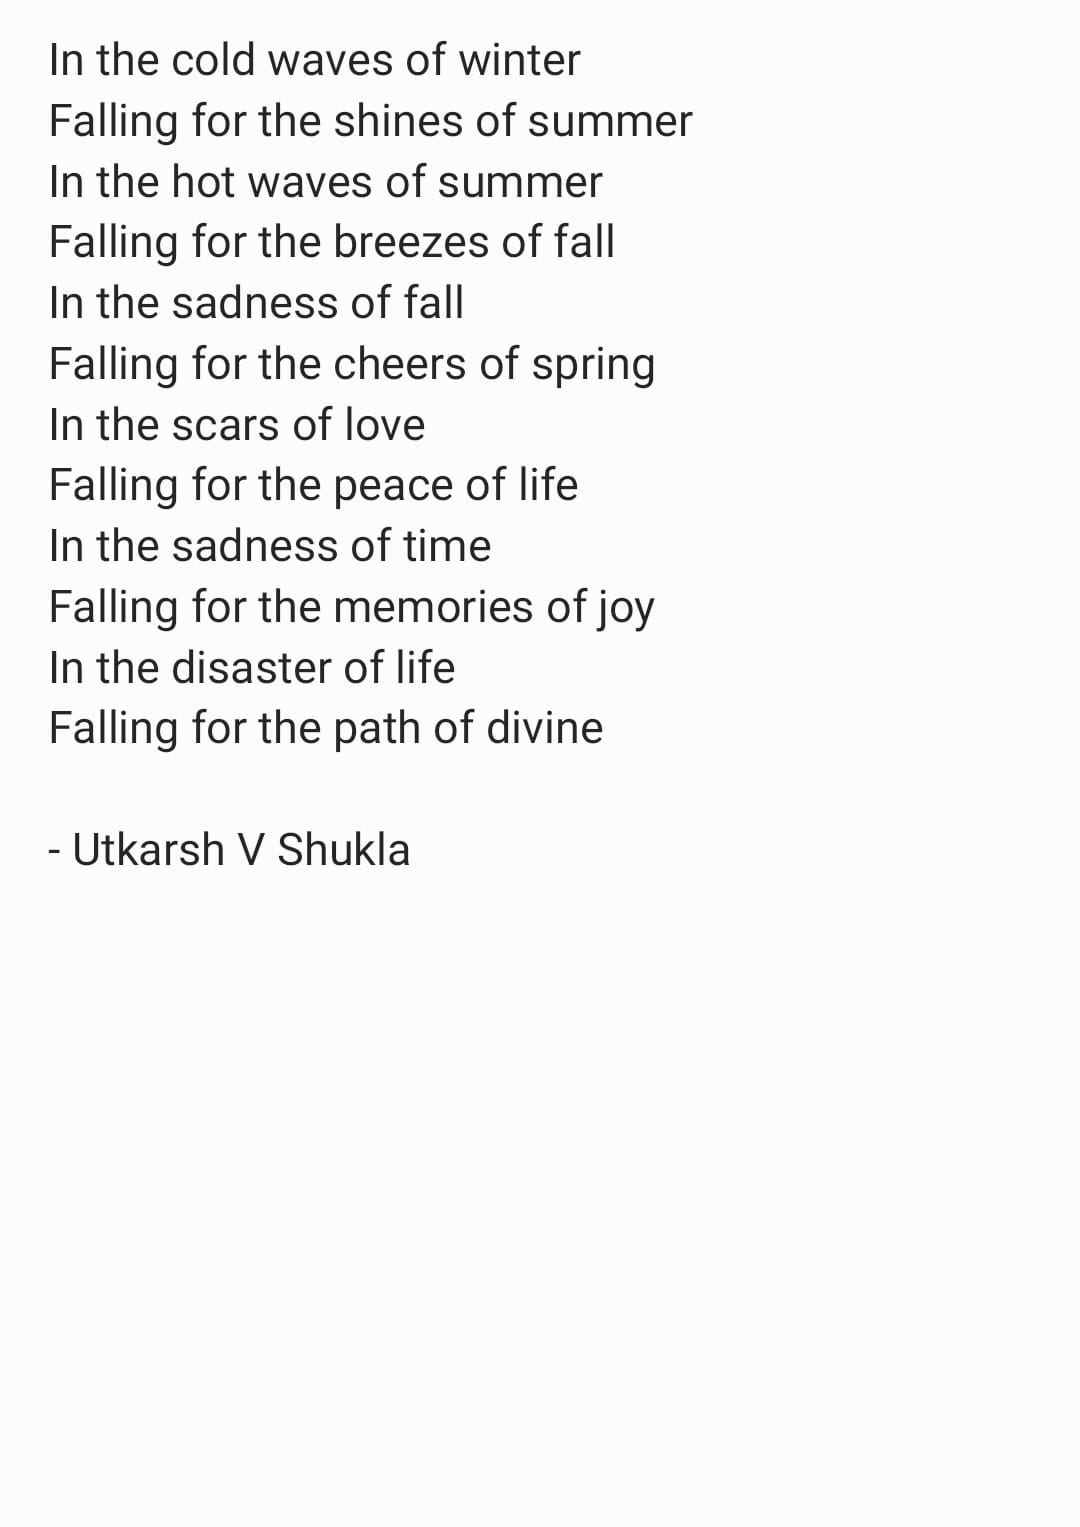 In the cold waves of winter
Falling for the shines of summer
In the hot waves of summer
Falling for the breezes of fall
In the sadness of fall
Falling for the cheers of spring
In the scars of love
Falling for the peace of life
In the sadness of time
Falling for the memories of joy
In the disaster of life
Falling for the path of divine
- Utkarsh V Shukla